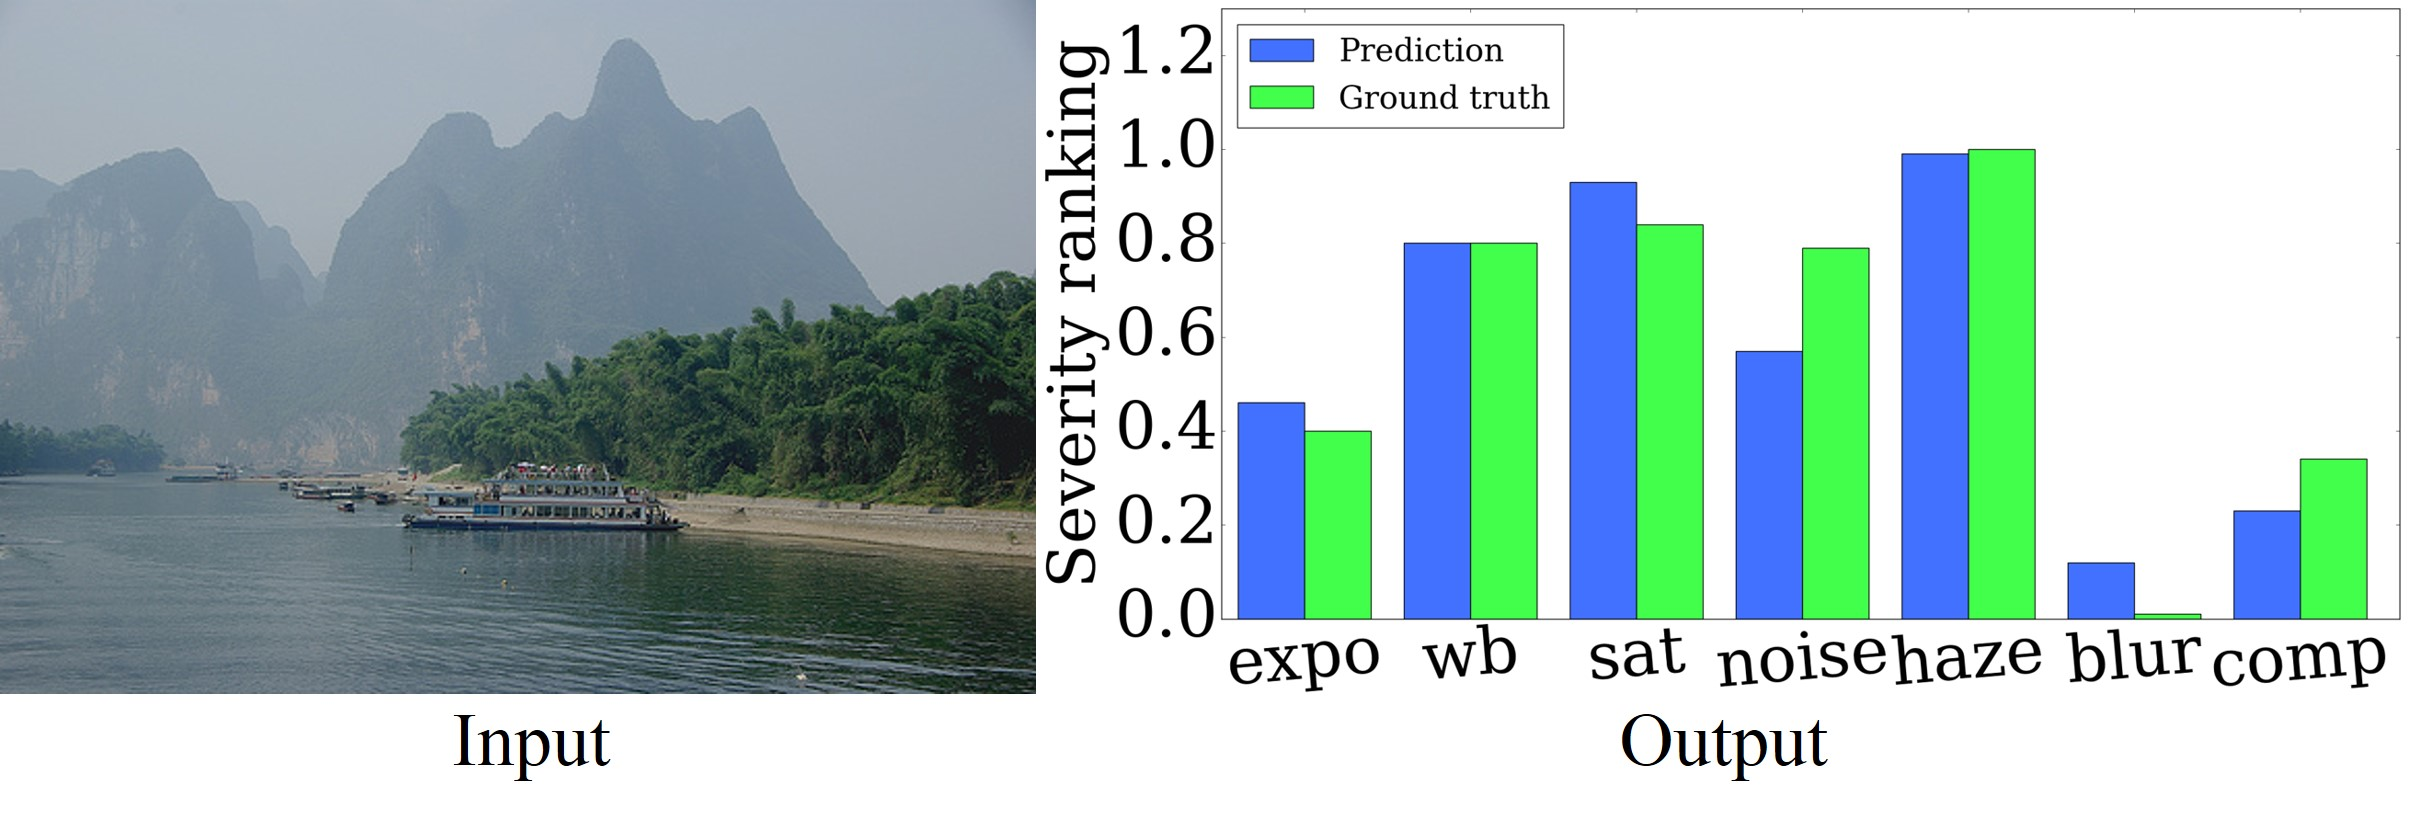 Severity ranking
1.2
1.0
0.8
0.6
0.4
0.2
0.0
Prediction
Ground truth
expo wb sat noise haze blur comp
Input
Output